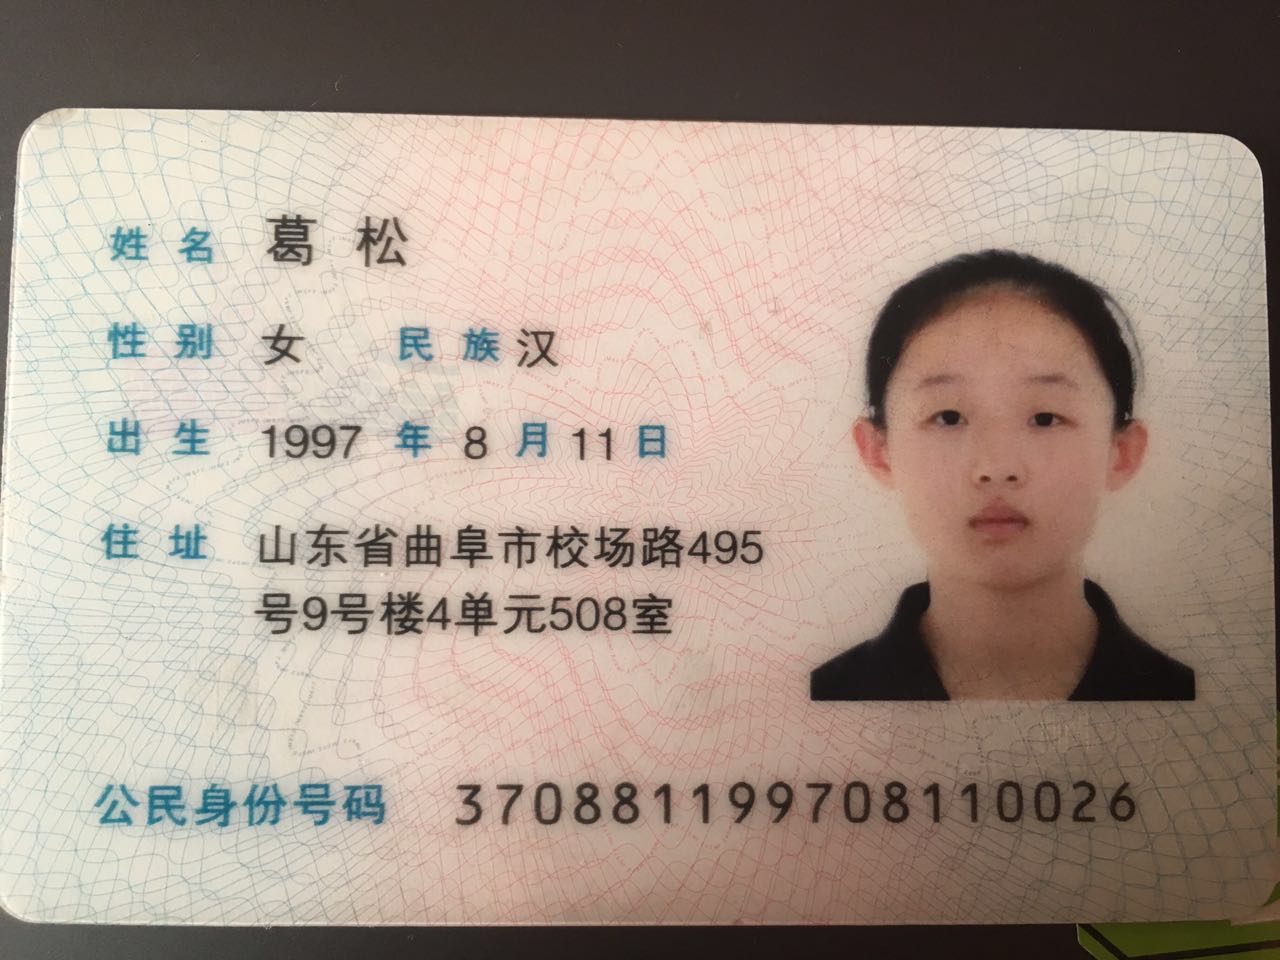 姓名 葛松
性别 女 民族 汉
出生 1997 年 8 月 11 日
住址 山东省曲阜市校场路495
号9号楼4单元508室
公民身份号码 370881199708110026